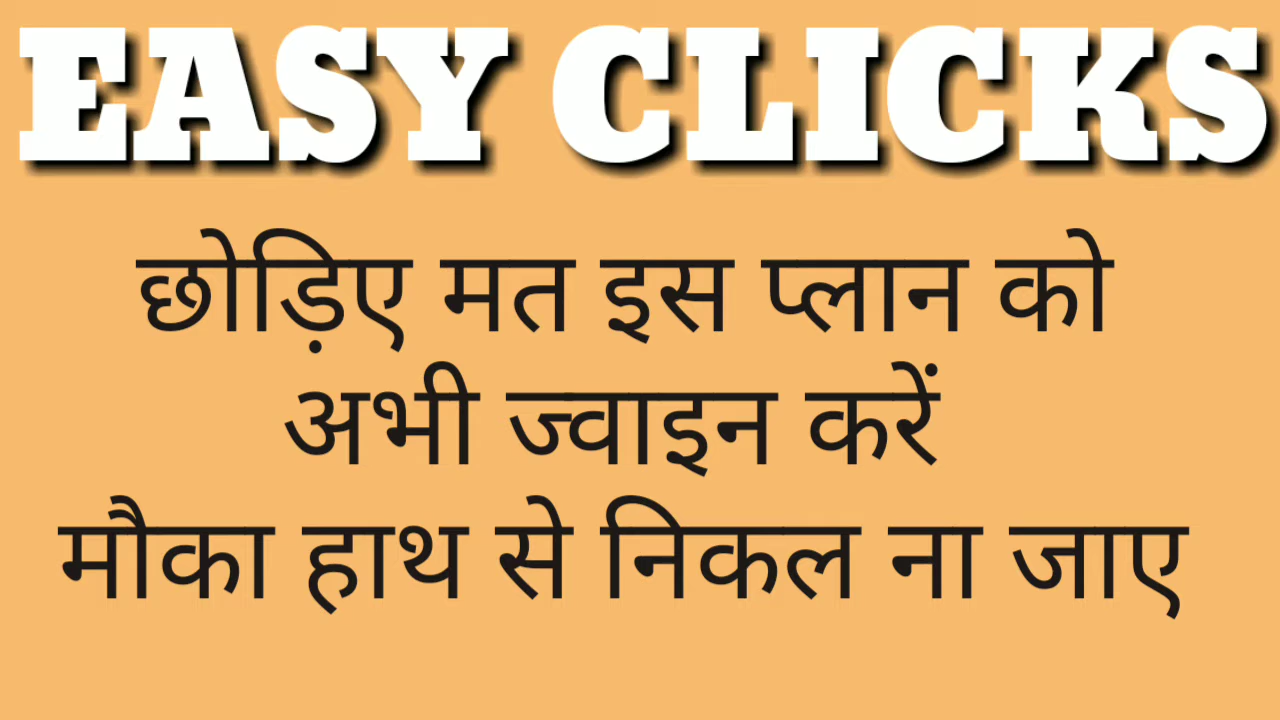 EASY CLICKS
छोड़िए मत इस प्लान को
अभी ज्वाइन करें
मौका हाथ से निकल ना जाए